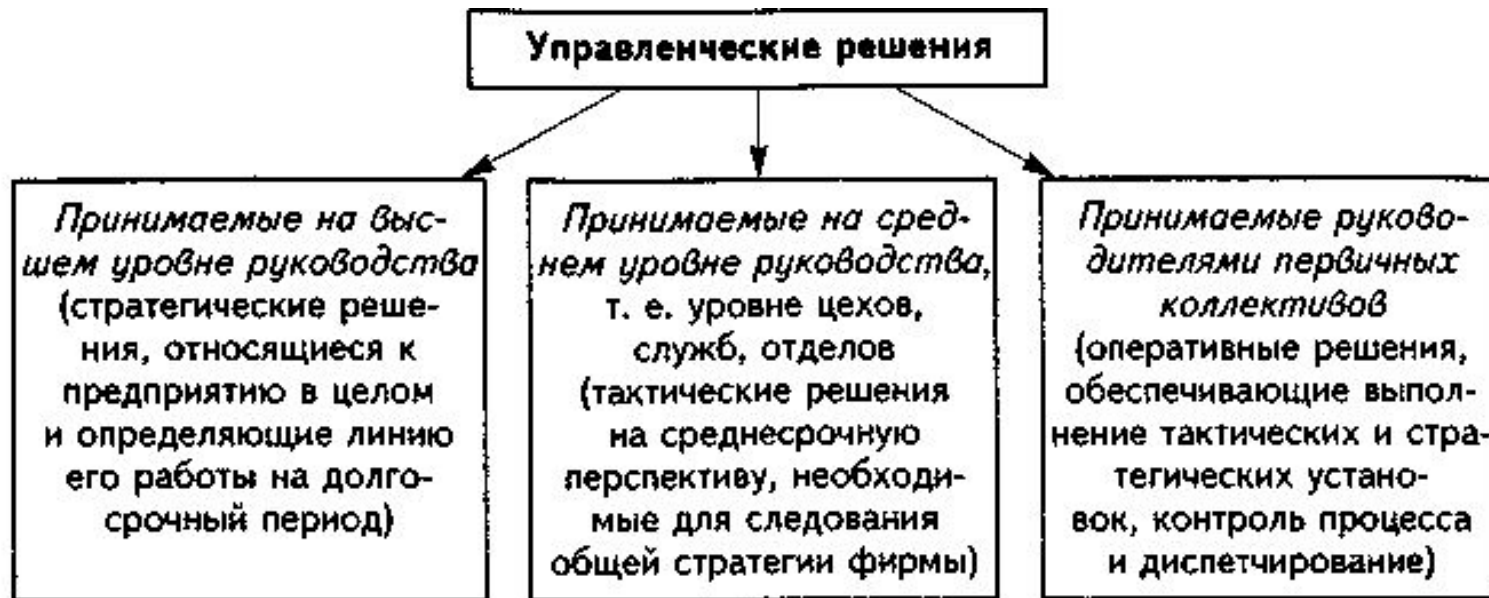 Управленческие решения
Принимаемые на выс-
шем уровне руководства
(стратегические реше-
ния, относящиеся к
предприятию в целом
и определяющие линию
его работы на долго-
срочный период)
Принимаемые на сред-
нем уровне руководства,
т. е. уровне цехов,
служб, отделов
(тактические решения
на среднесрочную
перспективу, необходи-
мые для следования
общей стратегии фирмы)
Принимаемые руково-
дителями первичных
коллективов
(оперативные решения,
обеспечивающие выпол-
нение тактических и стра-
тегических устано-
вок, контроль процесса
и диспетчирование)